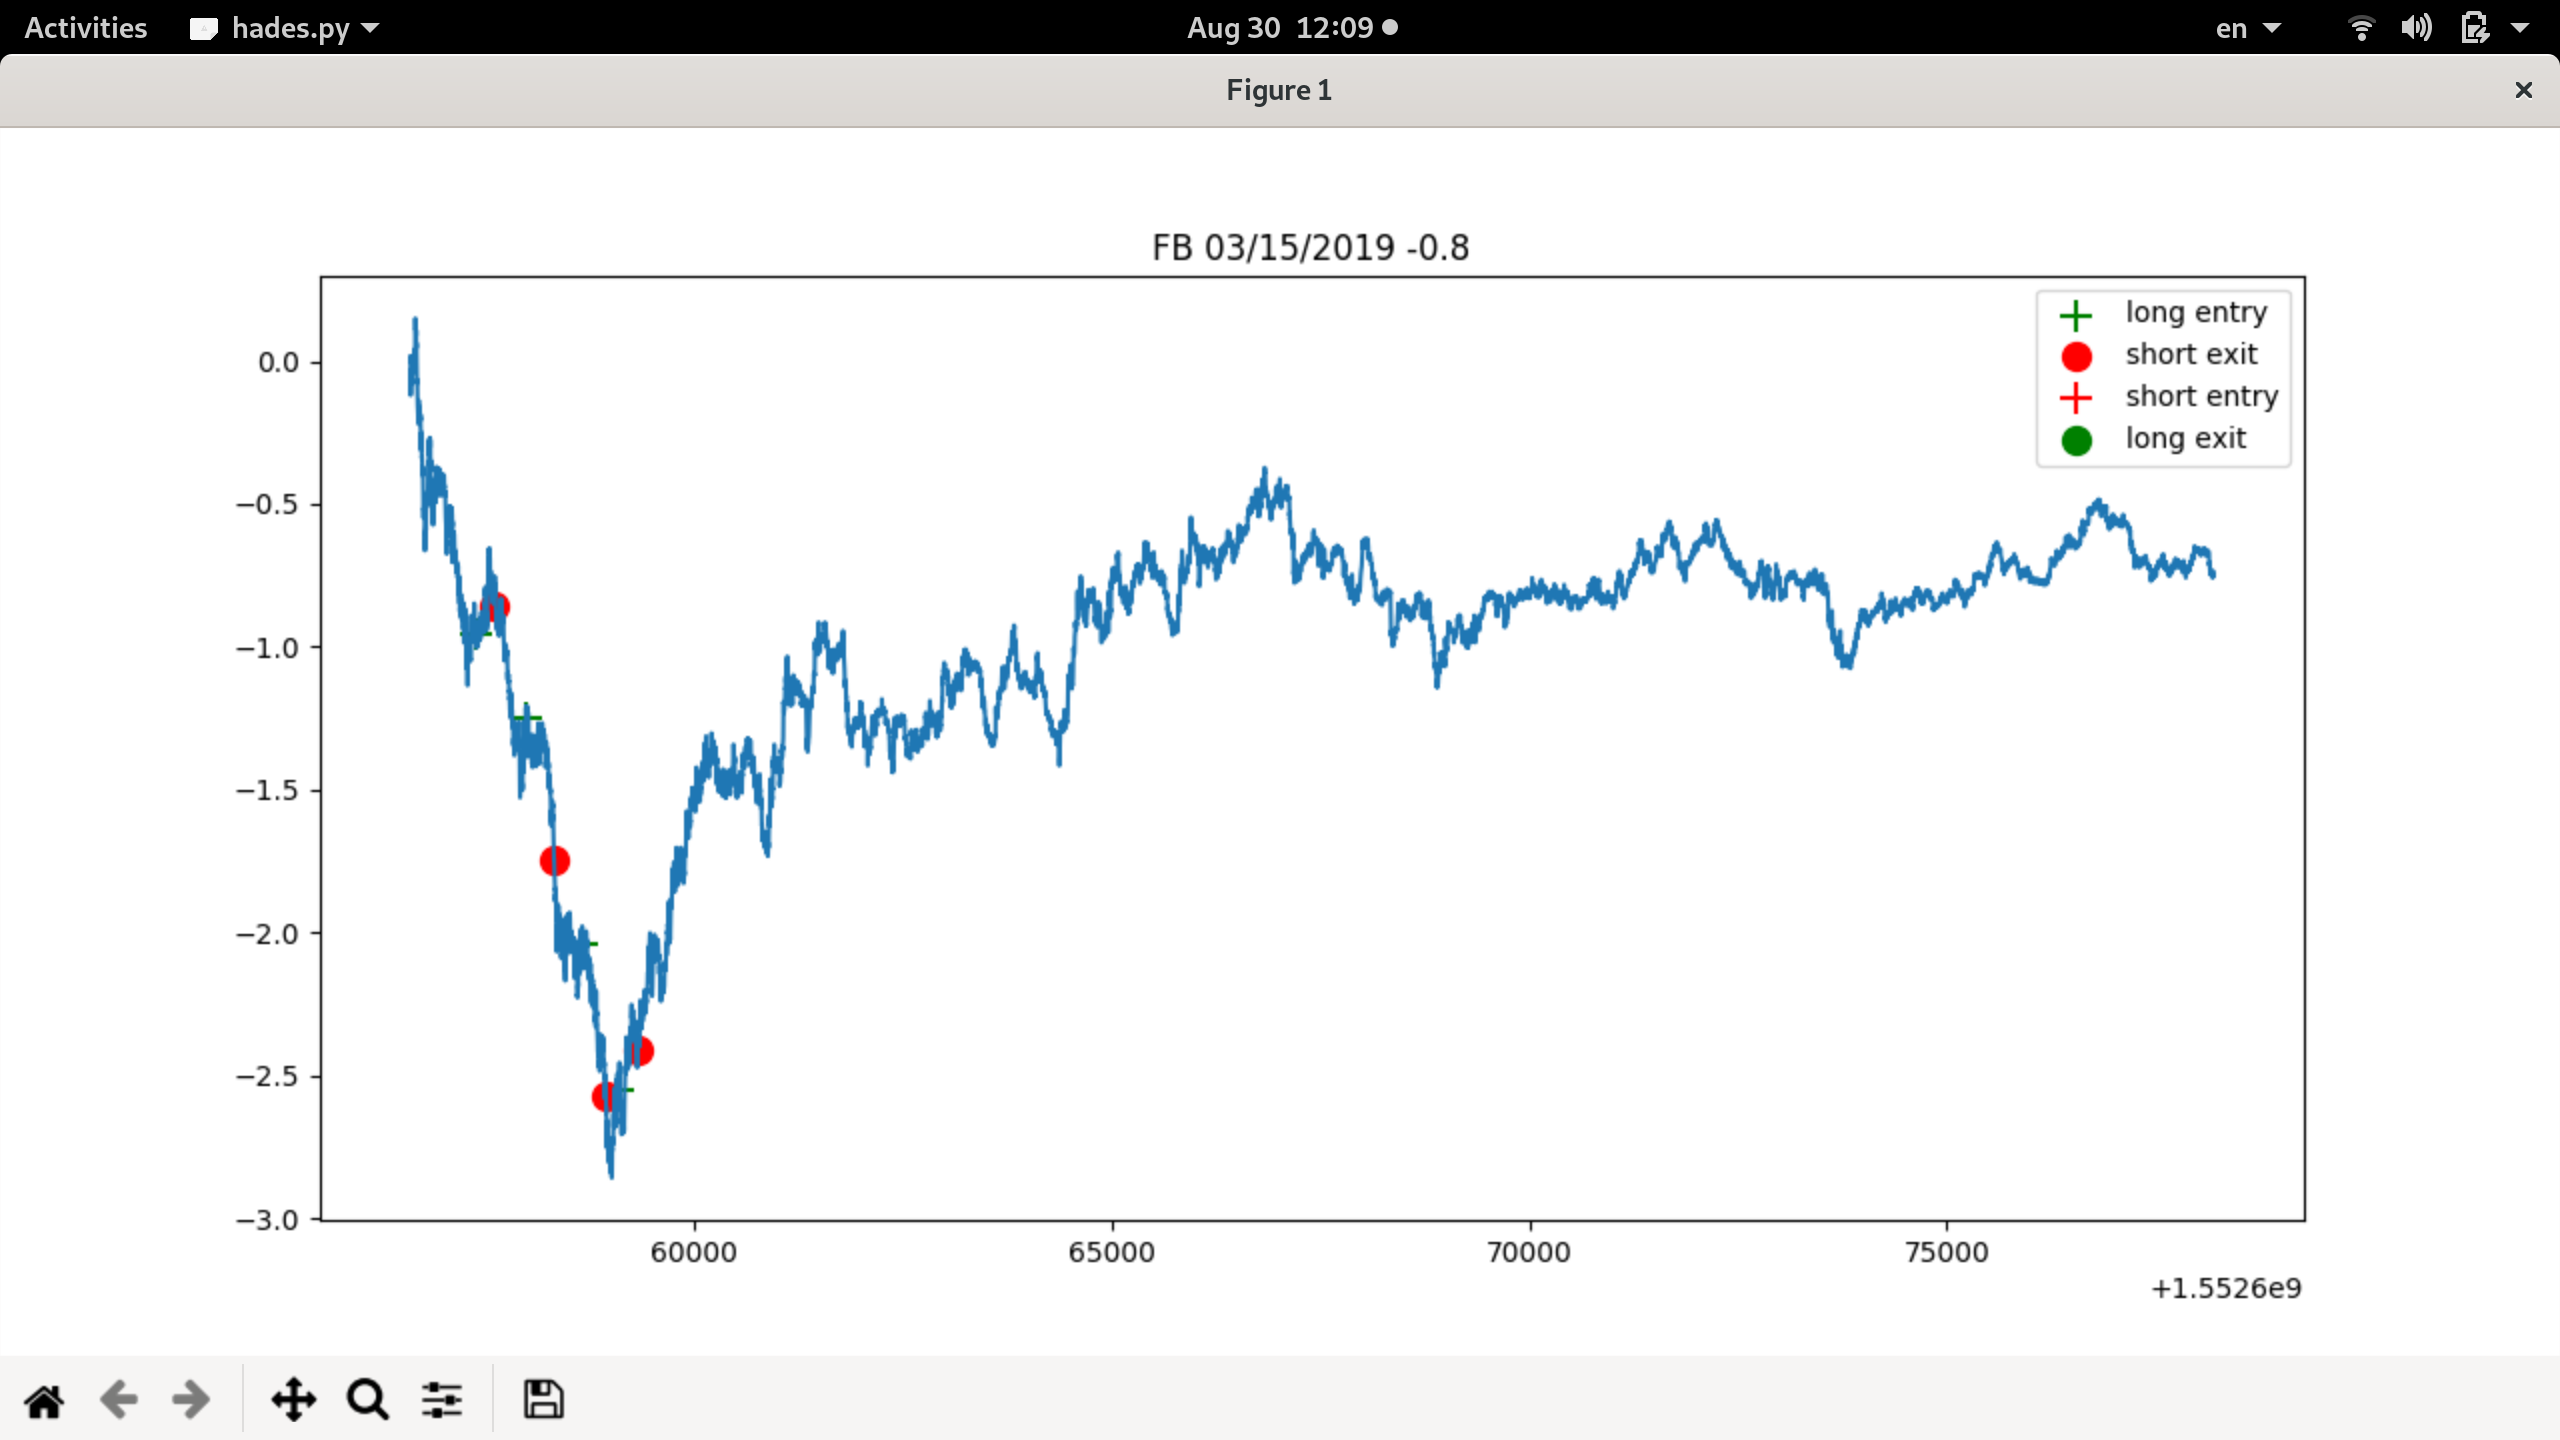 Activities hades.py Aug 30 12:09 en
Figure 1
FB 03/15/2019 -0.8
long entry
short exit
short entry
long exit
0.0
−0.5
−1.0
−1.5
−2.0
−2.5
−3.0
60000 65000 70000 75000
+1.5526e9